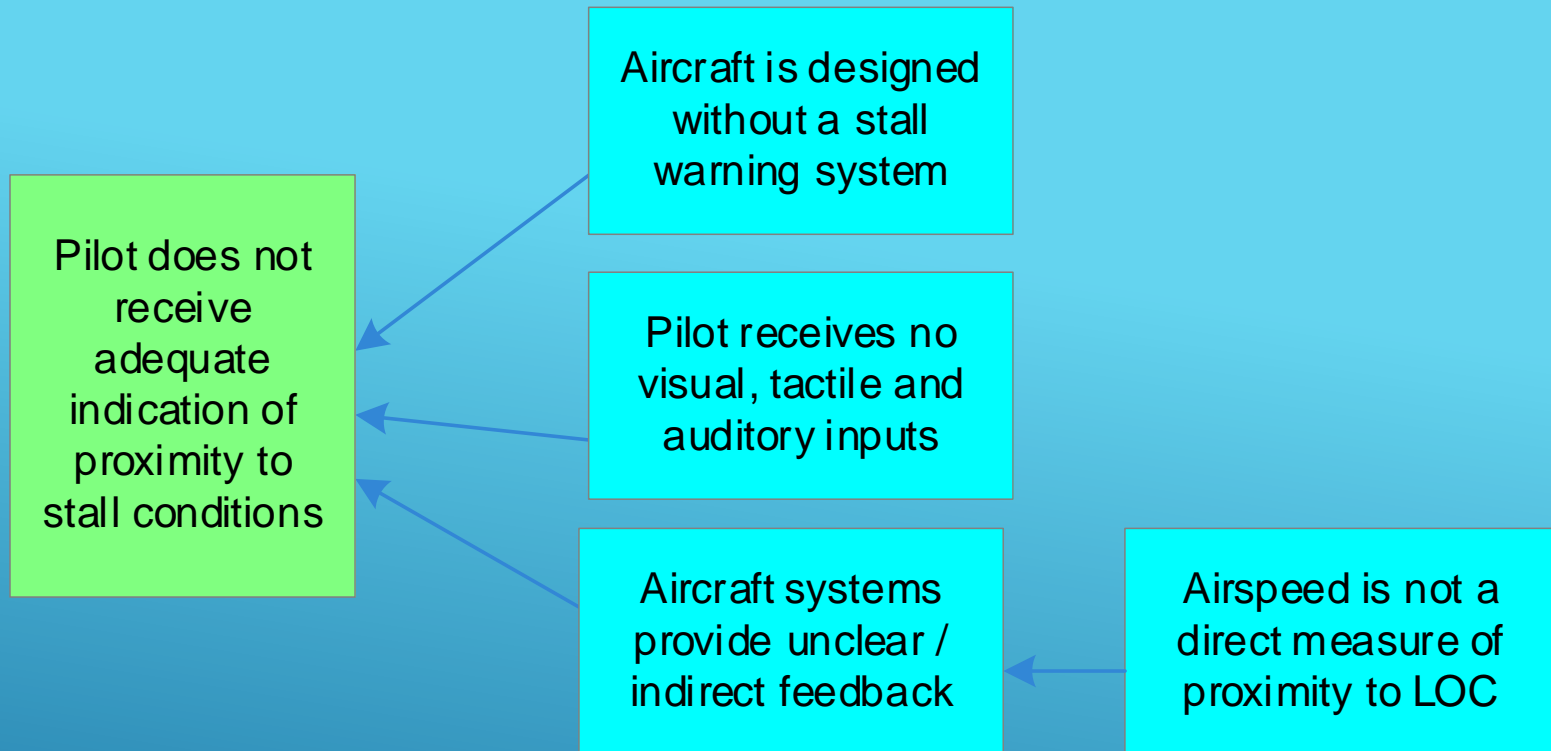 Pilot does not
receive
adequate
indication of
proximity to
stall conditions
Aircraft is designed
without a stall
warning system
Pilot receives no
visual, tactile and
auditory inputs
Aircraft systems
provide unclear /
indirect feedback
Airspeed is not a
direct measure of
proximity to LOC